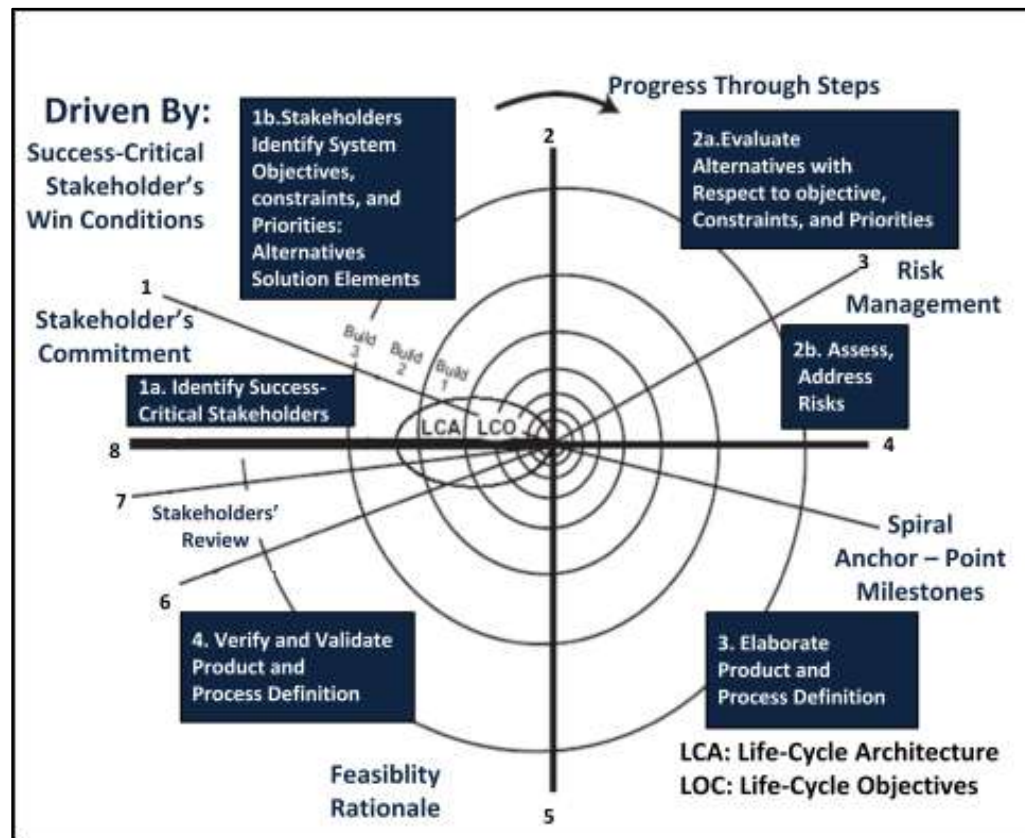 Driven By:
Success-Critical
Stakeholder's
Win Conditions
1b.Stakeholders
Identify System
Objectives,
constraints, and
Priorities:
Alternatives
Solution Elements
Progress Through Steps
2
2a.Evaluate
Alternatives with
Respect to objective,
Constraints, and Priorities
3
Risk
Management
1
Stakeholder's
Commitment
Build
3
Build
2
Build
1
2b. Assess,
Address
Risks
1a. Identify Success-
Critical Stakeholders
LCA
LCO
8
4
7
Stakeholders'
Review
6
Spiral
Anchor – Point
Milestones
4. Verify and Validate
Product and
Process Definition
3. Elaborate
Product and
Process Definition
Feasiblity
Rationale
5
LCA: Life-Cycle Architecture
LOC: Life-Cycle Objectives